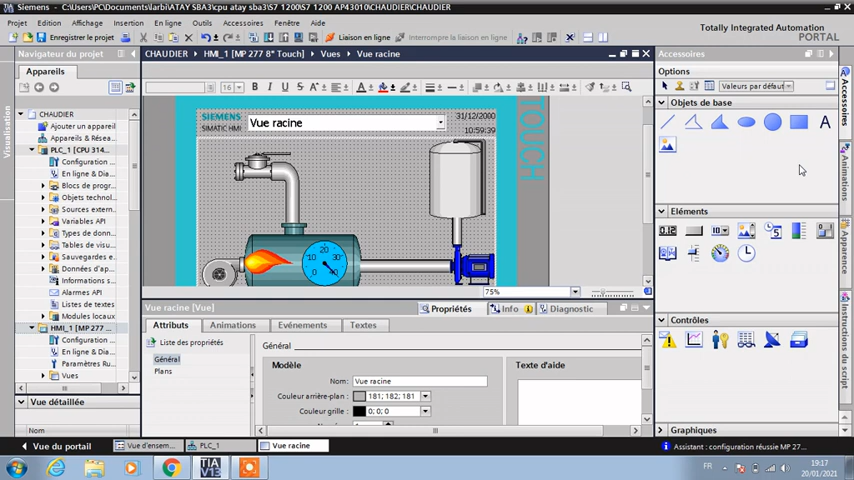 Siemens - C:\Users\PC\Documents\larbi\ATAY SBA3\cpu atay sba3\S7 1200\S7 1200 AP43010\CHAUDIER\CHAUDIER
Projet Edition Affichage Insertion En ligne Outils Accessoires Fenêtre Aide
Totally Integrated Automation
PORTAL
Enregistrer le projet
Liaison en ligne
Interrompre la liaison en ligne
Navigateur du projet
Appareils
CHAUDIER
Ajouter un appareil
Appareils & Résea...
PLC_1 [CPU 314...
Configuration ...
En ligne & Dia...
Blocs de progr...
Objets technol...
Sources extern...
Variables API
Types de donn...
Tables de visu...
Sauvegardes e...
Données d'ap...
Informations s...
Alarmes API
Listes de textes
Modules locaux
HMI_1 [MP 277 ...
Configuration ...
En ligne & Dia...
Paramètres Ru...
Vues
Vue détaillée
Nom
Visualisation
CHAUDIER
HMI_1 [MP 277 8" Touch]
Vues
Vue racine
16
B I U S A
SIEMENS
SIMATIC HMI
Vue racine
31/12/2000
10:59:39
TOUCH
0 10 20 30 40
75%
Vue racine [Vue]
Propriétés
Info
Diagnostic
Attributs
Animations
Evénements
Textes
Liste des propriétés
Général
Plans
Général
Modèle
Nom: Vue racine
Couleur arrière-plan : 181; 182; 181
Couleur grille : 0; 0; 0
Texte d'aide
Accessoires
Options
Valeurs par défaut
Objets de base
A
Eléments
0.12
10
5
Contrôles
Graphiques
Accessoires
Animations
Apparence
Instructions du script
Vue du portail
Vue d'ensem...
PLC_1
Vue racine
Assistant : configuration réussie MP 27...
TIA
V13
FR
19:17
20/01/2021